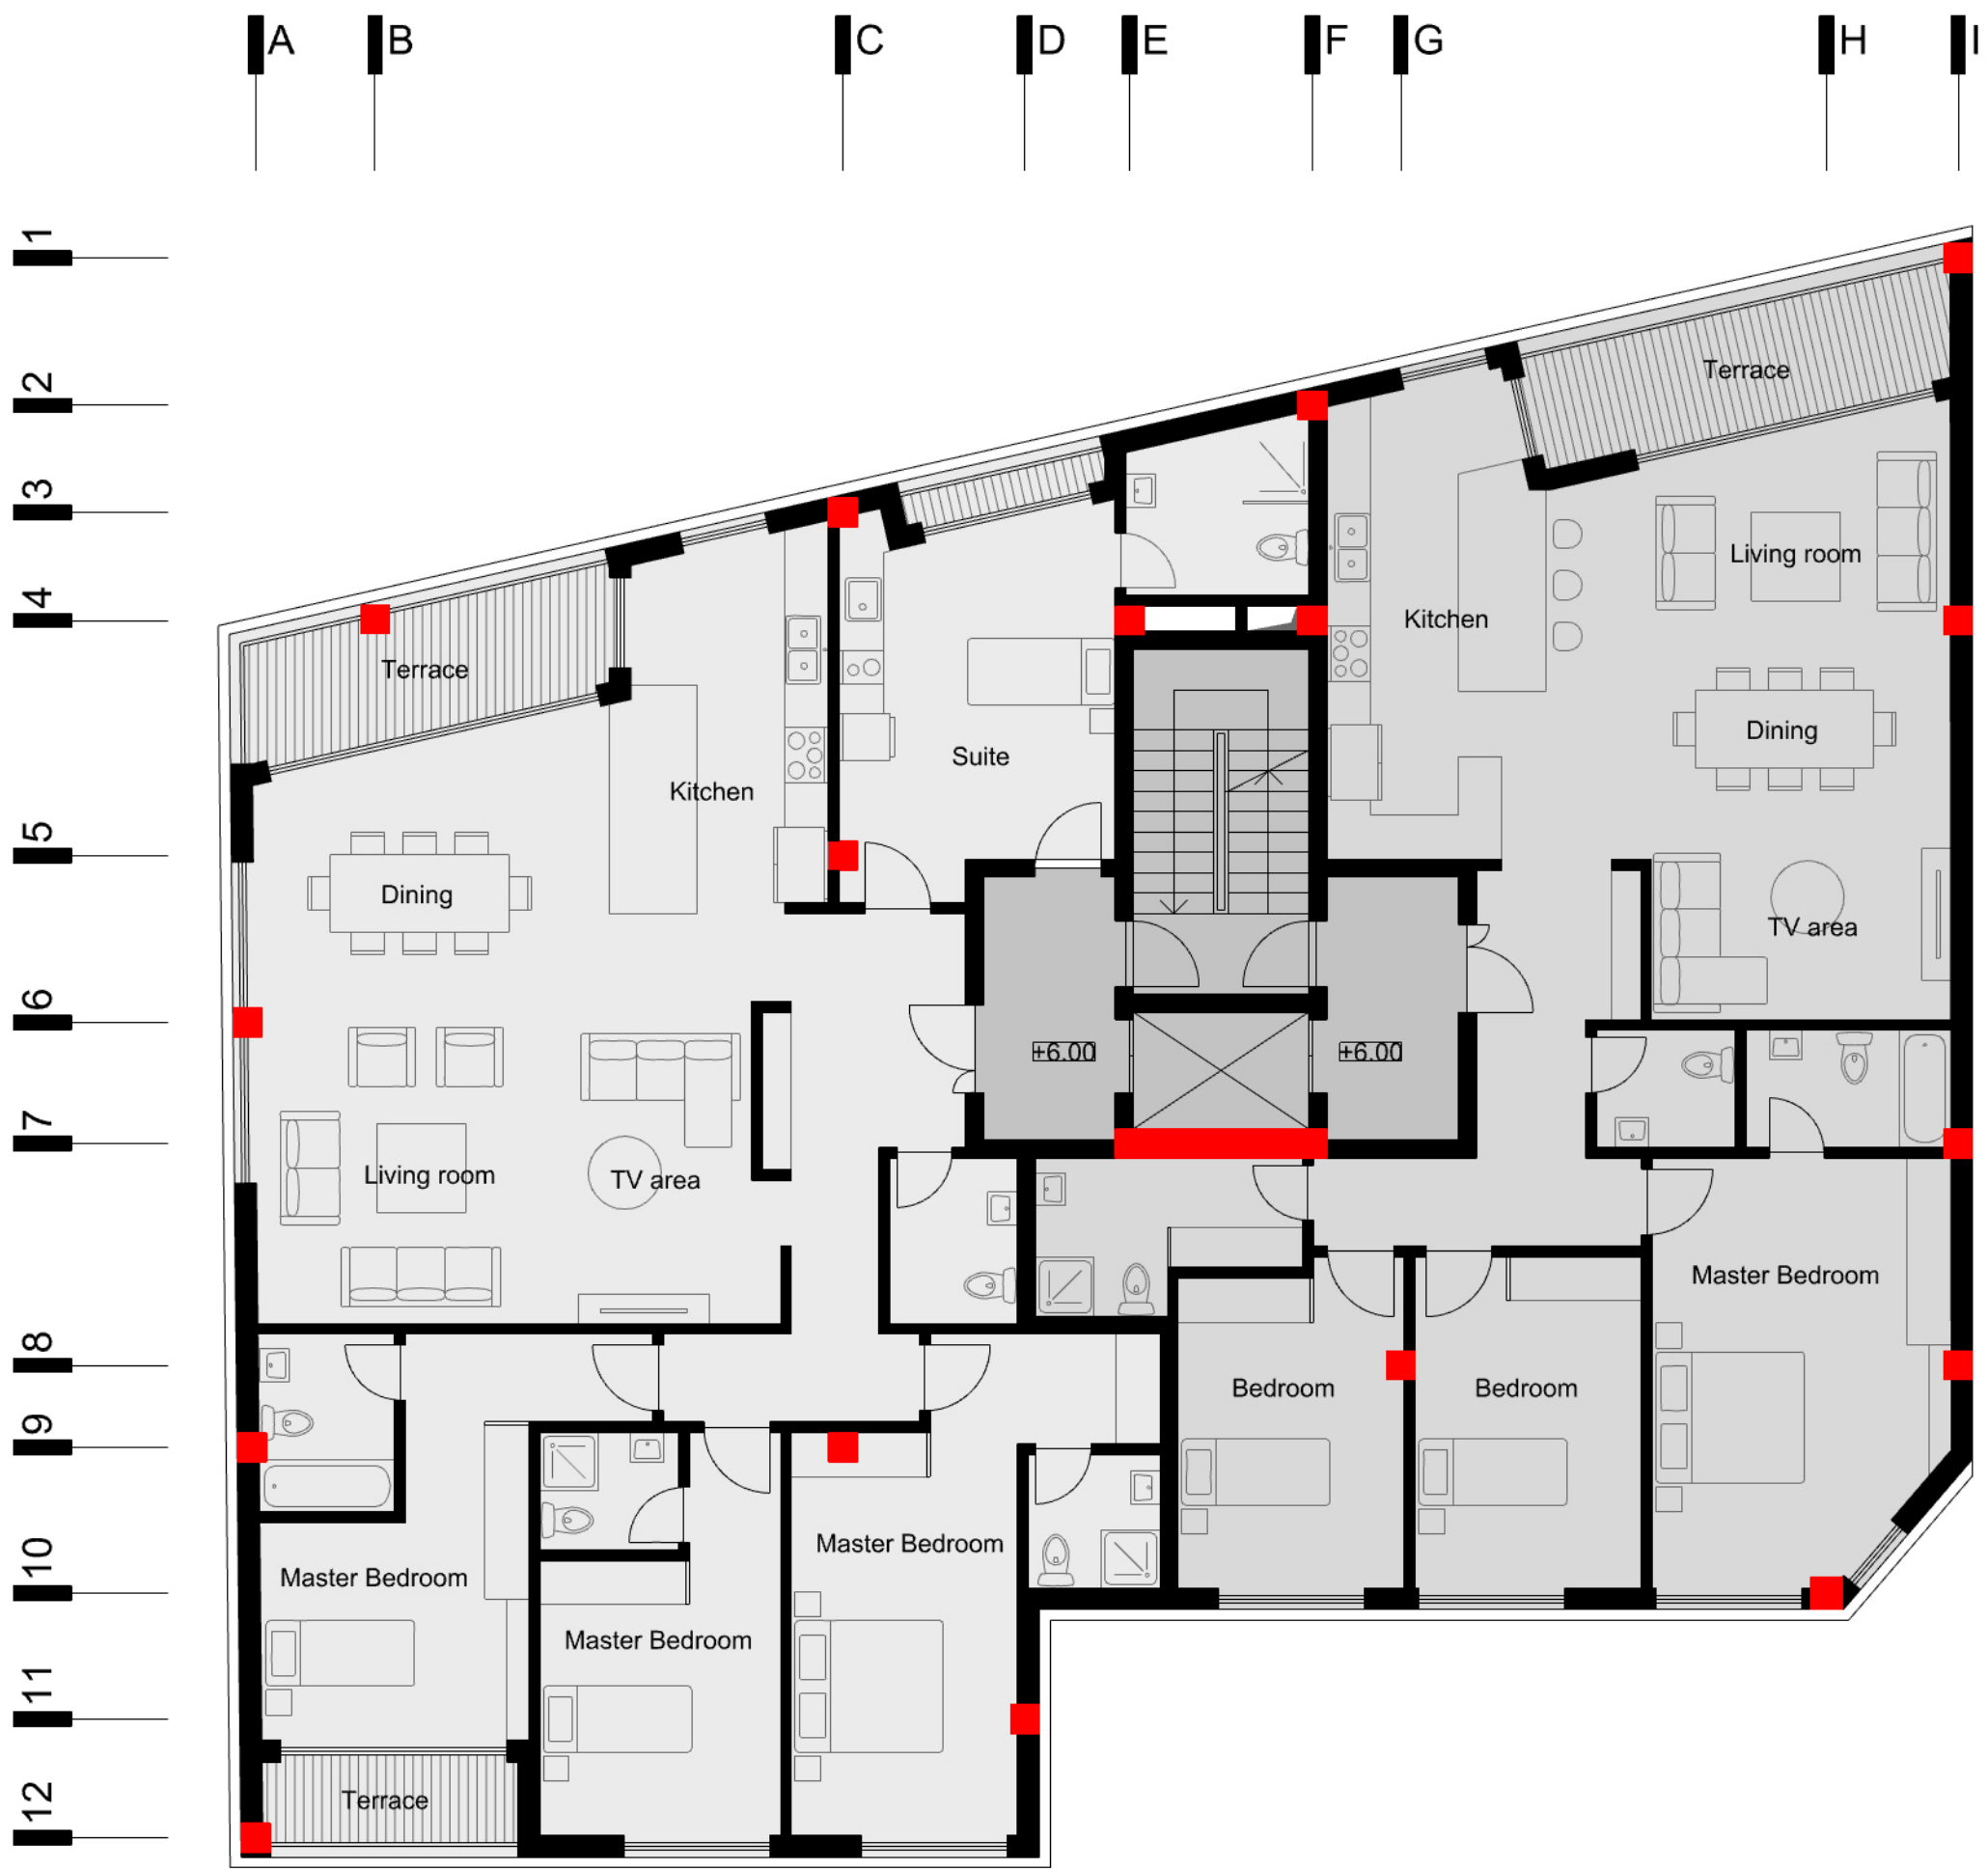 A B C D E F G H I
1
2
Terrace
3
Living room
4
Kitchen
Terrace
Dining
Suite
Kitchen
5
Dining
TV area
6
+6.00 +6.00
7
Living room TV area
Master Bedroom
8
Bedroom Bedroom
9
Master Bedroom
10
Master Bedroom
Master Bedroom
11
Terrace
12